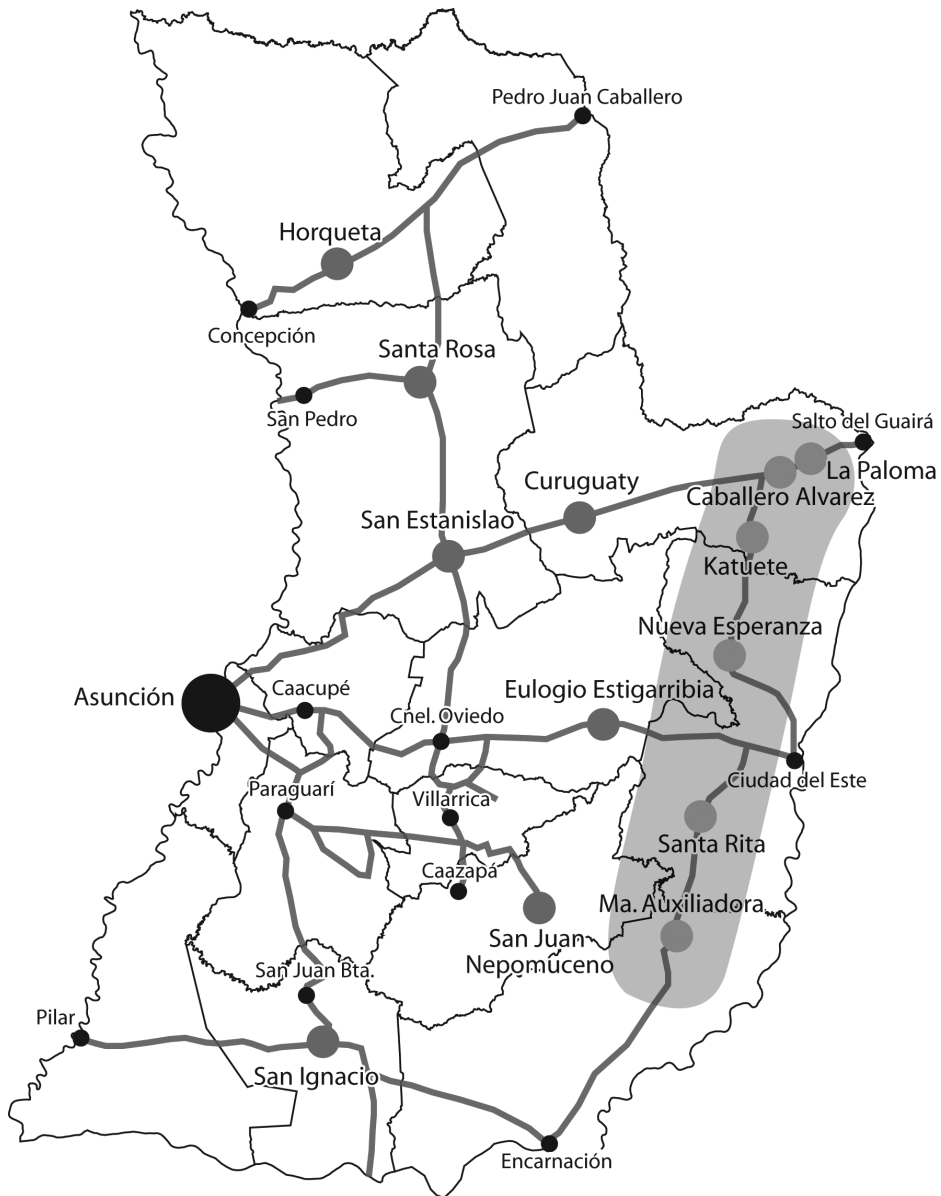 Pedro Juan Caballero
Horqueta
Concepción
Santa Rosa
San Pedro
Salto del Guairá
La Paloma
Curuguaty
Caballero Alvarez
San Estanislao
Katuete
Nueva Esperanza
Asunción
Caacupé
Eulogio Estigarribia
Cnel. Oviedo
Ciudad del Este
Paraguarí
Villarrica
Santa Rita
Caazapá
Ma. Auxiliadora
San Juan
Nepomuceno
San Juan Bta.
Pilar
San Ignacio
Encarnación